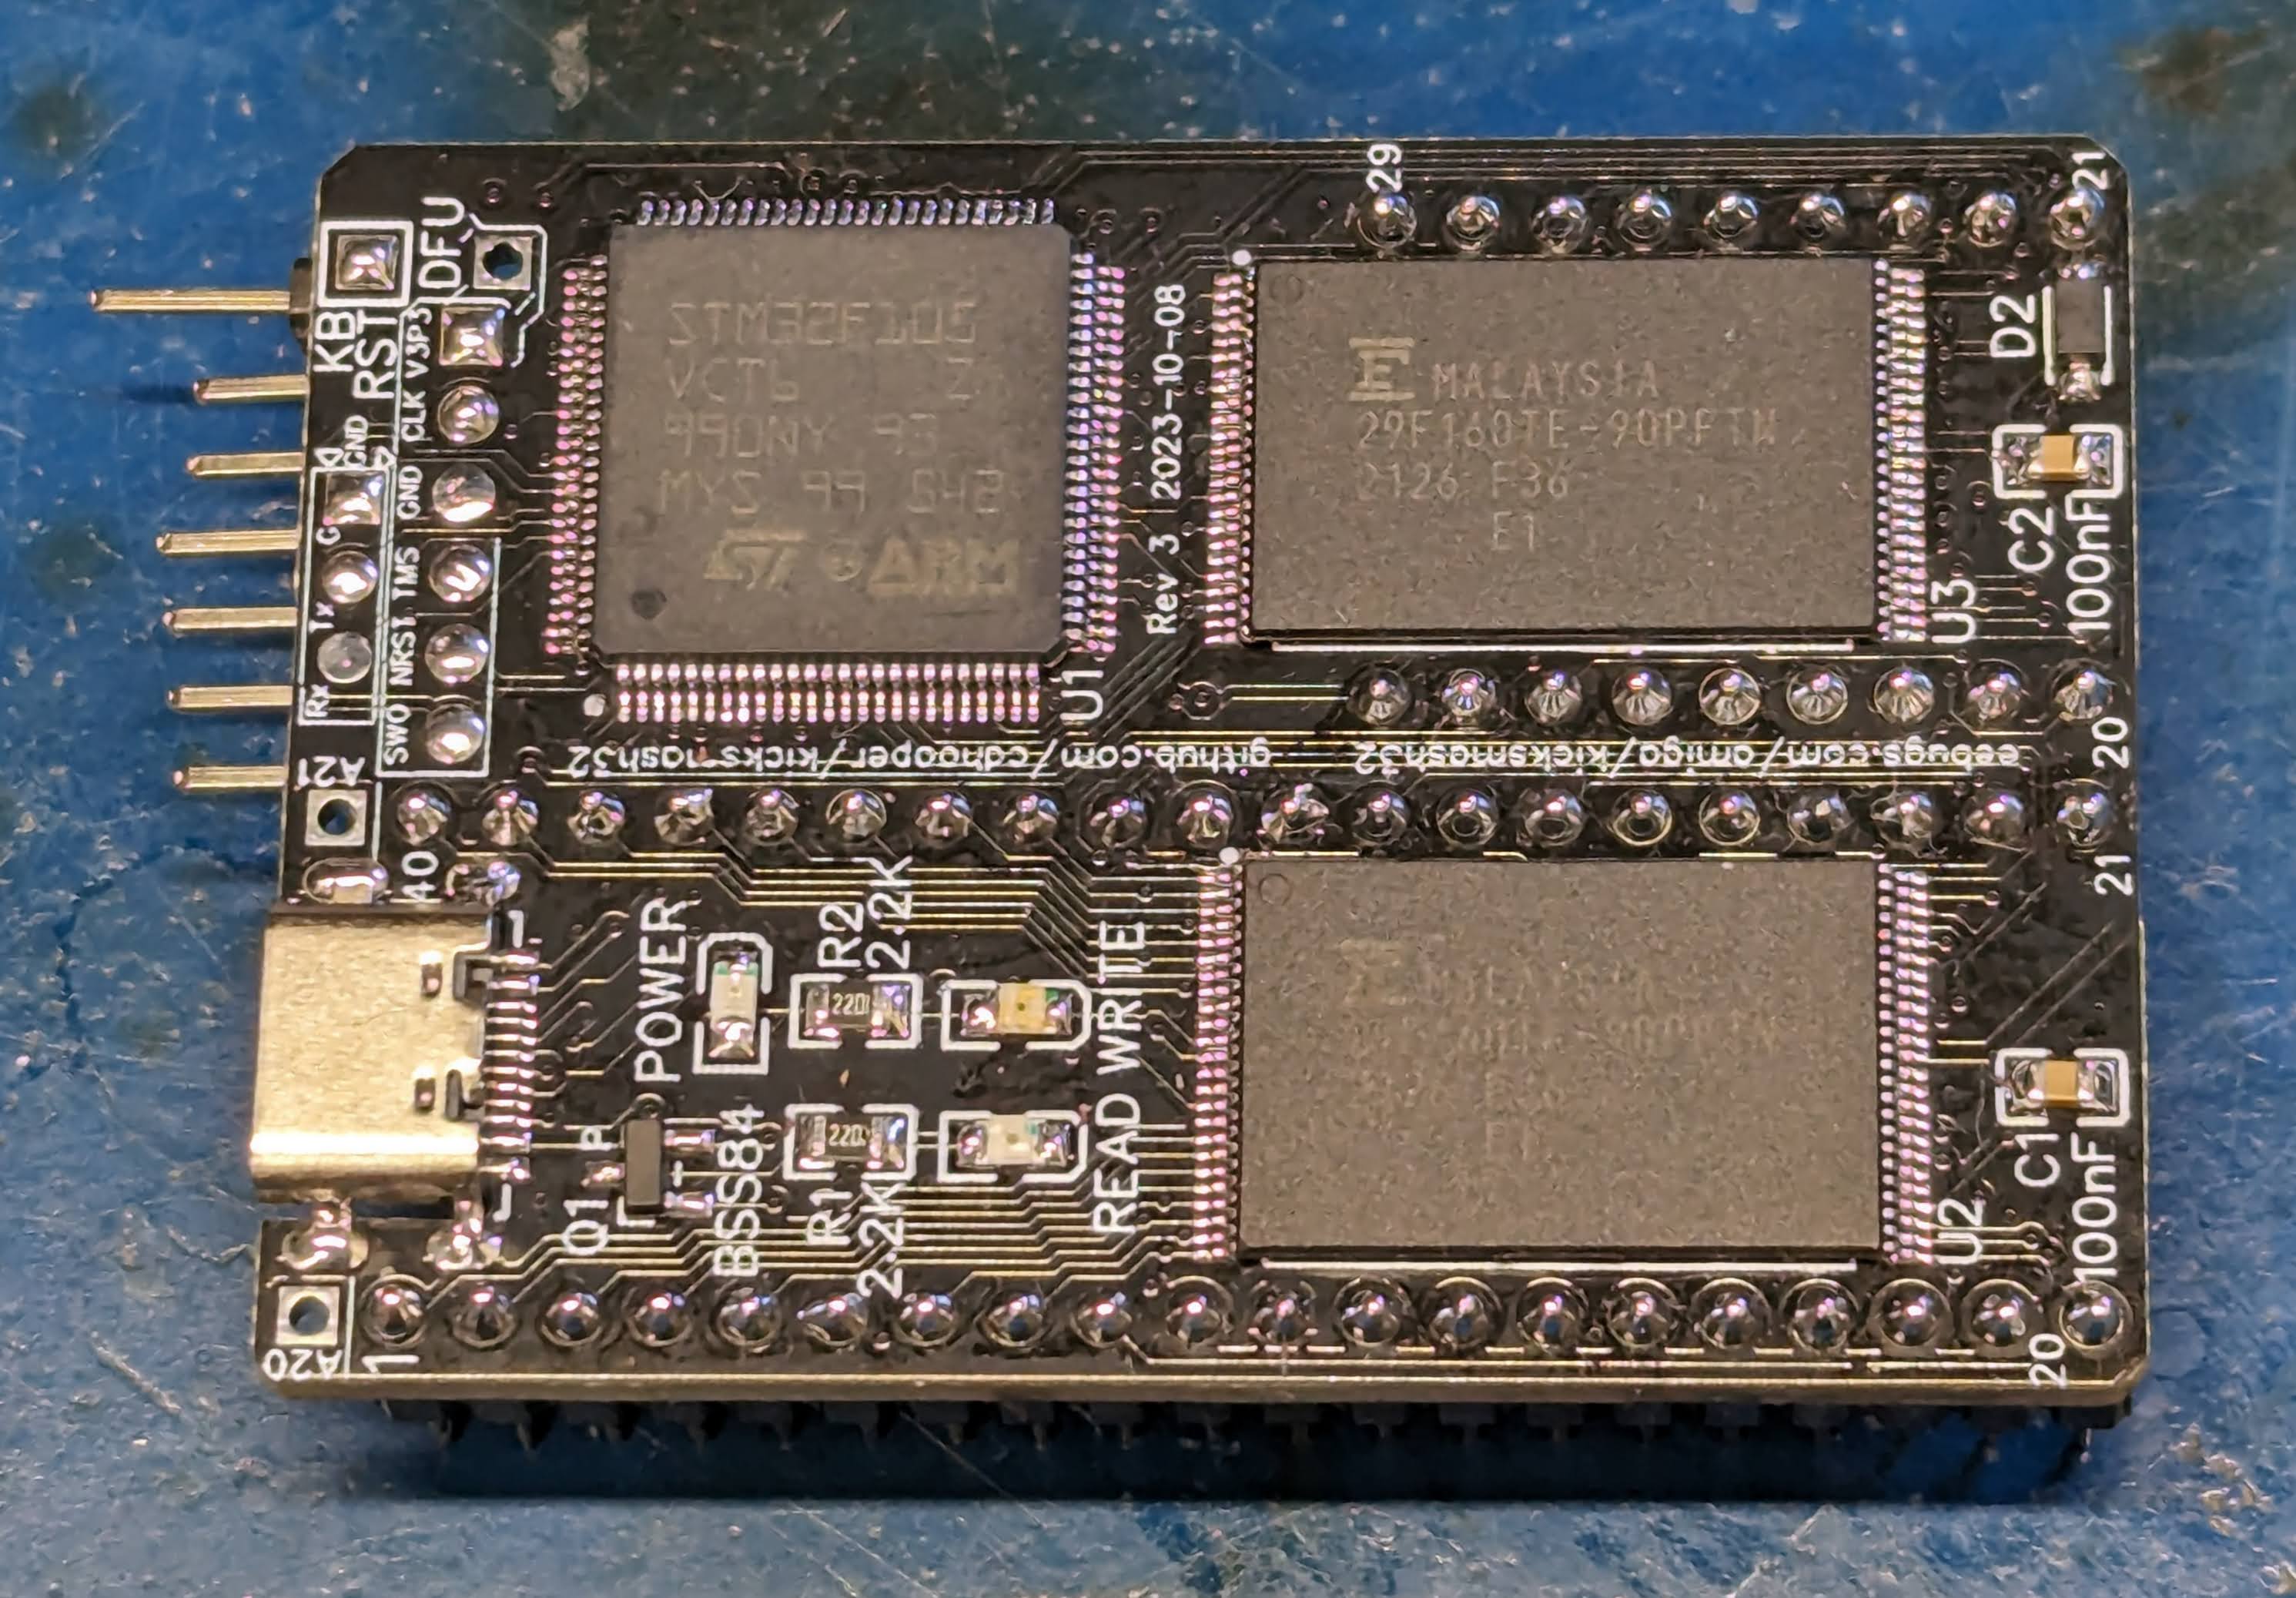 KB
RST
DFU
V3P3
CLK
GND
TMS
NRST
SWO
GND
G
Tx
Rx
A21
STM32F105
VCT6 Z
990NY 93
MYS 99 842
ST ARM
U1
Rev 3 2023-10-08
29
21
MALAYSIA
29F160TE-90PFTN
2126 F36
E1
U3
D2
C2
100nF
20
github.com/cdhooper/kicksmash32
eebugs.com/amiga/kicksmash32
40
21
POWER
R2
2.2K
2201
READ WRITE
Q1
P
BSS84
R1
2.2K
U2
C1
100nF
A20
1
20